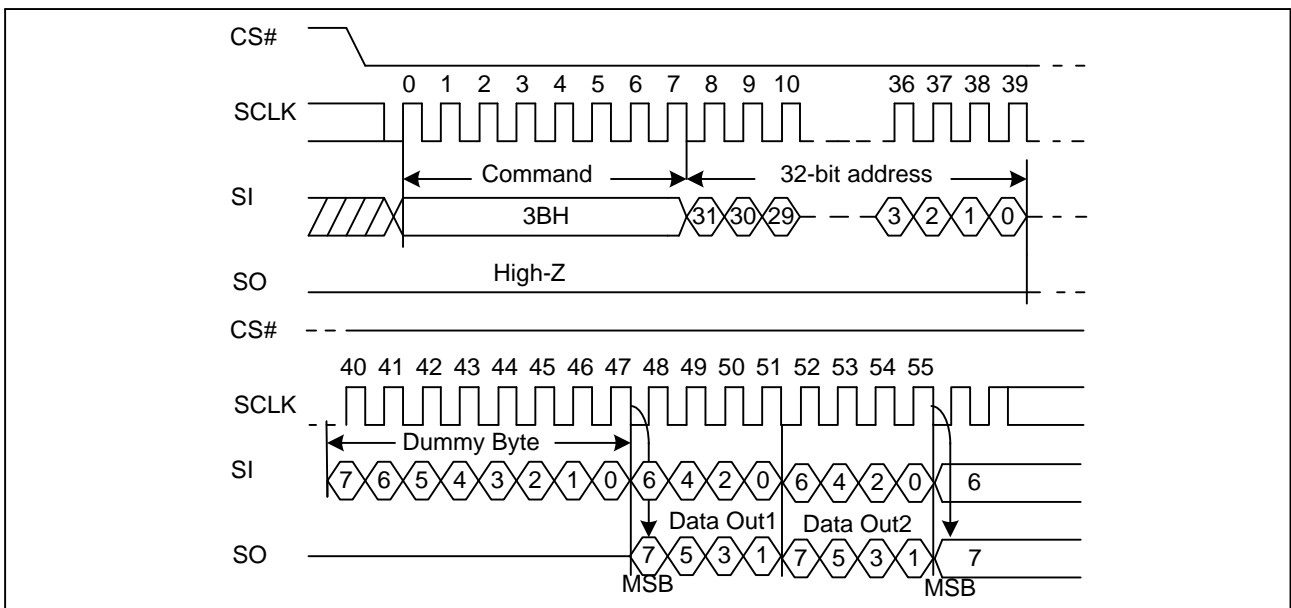 CS#
0 1 2 3 4 5 6 7 8 9 10 36 37 38 39
SCLK
Command 32-bit address
SI
3BH 31 30 29 3 2 1 0
High-Z
SO
CS#
40 41 42 43 44 45 46 47 48 49 50 51 52 53 54 55
SCLK
Dummy Byte
SI
7 6 5 4 3 2 1 0 6 4 2 0 6 4 2 0 6
Data Out1 Data Out2
SO
7 5 3 1 7 5 3 1 7
MSB MSB